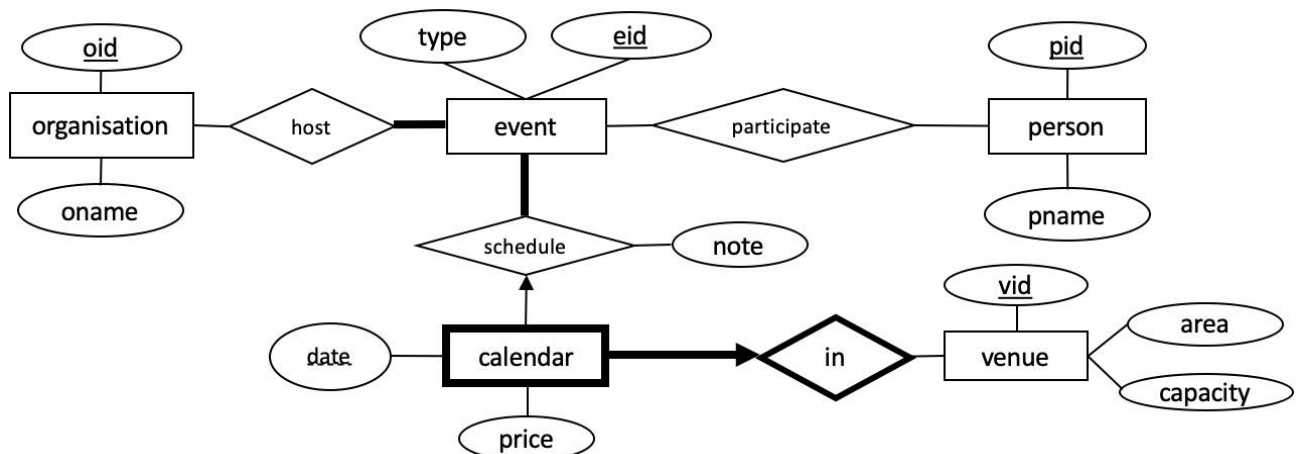 oid
type
eid
pid
organisation
host
event
participate
person
oname
pname
schedule
note
vid
area
date
calendar
in
venue
capacity
price